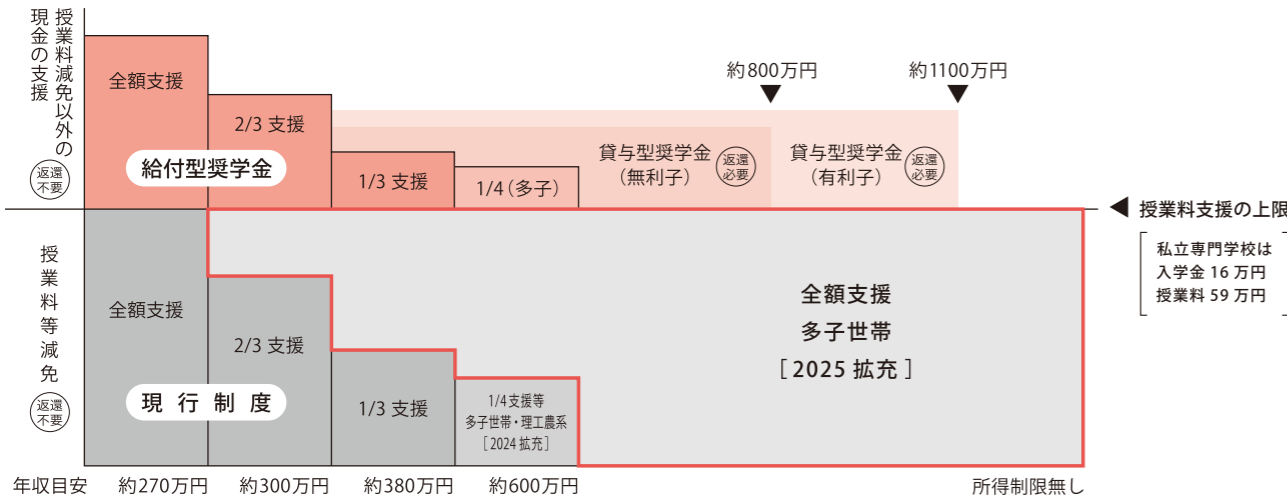 授業料減免以外の
現金の支援
返還
不要
全額支援
2/3 支援
給付型奨学金
1/3 支援
1/4（多子）
約800万円
約1100万円
貸与型奨学金
（無利子）
返還
必要
貸与型奨学金
（有利子）
返還
必要
授業料支援の上限
私立専門学校は
入学金 16 万円
授業料 59 万円
授業料等減免
返還
不要
全額支援
2/3 支援
現行制度
1/3 支援
1/4支援等
多子世帯・理工農系
［2024 拡充］
全額支援
多子世帯
［2025 拡充］
年収目安
約270万円
約300万円
約380万円
約600万円
所得制限無し